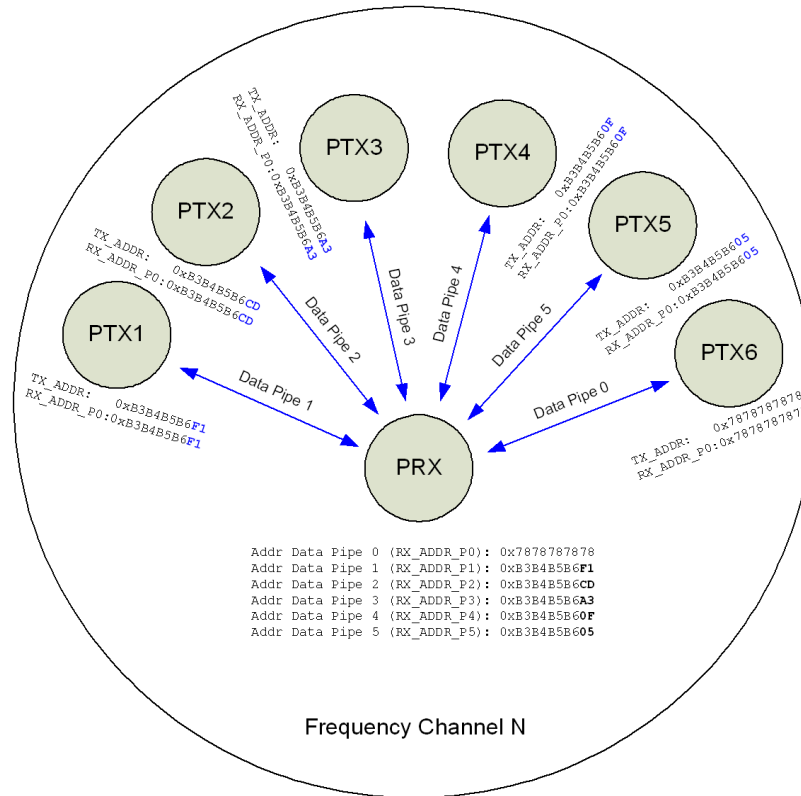 PTX3
PTX4
PTX2
PTX5
PTX1
PTX6
PRX
TX_ADDR: 0xB3B4B5B6F1
RX_ADDR_P0:0xB3B4B5B6F1
TX_ADDR: 0xB3B4B5B6CD
RX_ADDR_P0:0xB3B4B5B6CD
TX_ADDR: 0xB3B4B5B6A3
RX_ADDR_P0:0xB3B4B5B6A3
TX_ADDR: 0xB3B4B5B60F
RX_ADDR_P0:0xB3B4B5B60F
TX_ADDR: 0xB3B4B5B605
RX_ADDR_P0:0xB3B4B5B605
TX_ADDR: 0x7878787878
RX_ADDR_P0:0x787878787
Data Pipe 1
Data Pipe 2
Data Pipe 3
Data Pipe 4
Data Pipe 5
Data Pipe 0
Addr Data Pipe 0 (RX_ADDR_P0): 0x7878787878
Addr Data Pipe 1 (RX_ADDR_P1): 0xB3B4B5B6F1
Addr Data Pipe 2 (RX_ADDR_P2): 0xB3B4B5B6CD
Addr Data Pipe 3 (RX_ADDR_P3): 0xB3B4B5B6A3
Addr Data Pipe 4 (RX_ADDR_P4): 0xB3B4B5B60F
Addr Data Pipe 5 (RX_ADDR_P5): 0xB3B4B5B605
Frequency Channel N